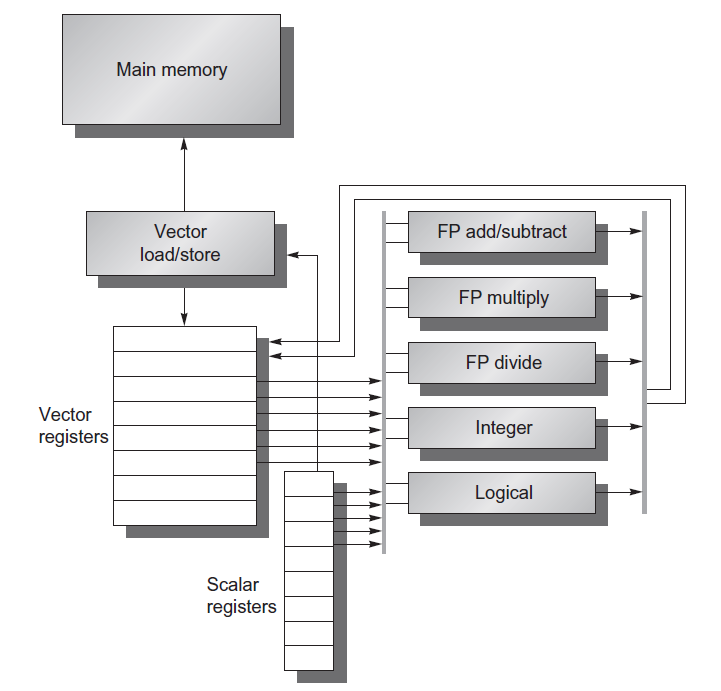 Main memory
Vector
load/store
FP add/subtract
FP multiply
FP divide
Integer
Logical
Vector
registers
Scalar
registers